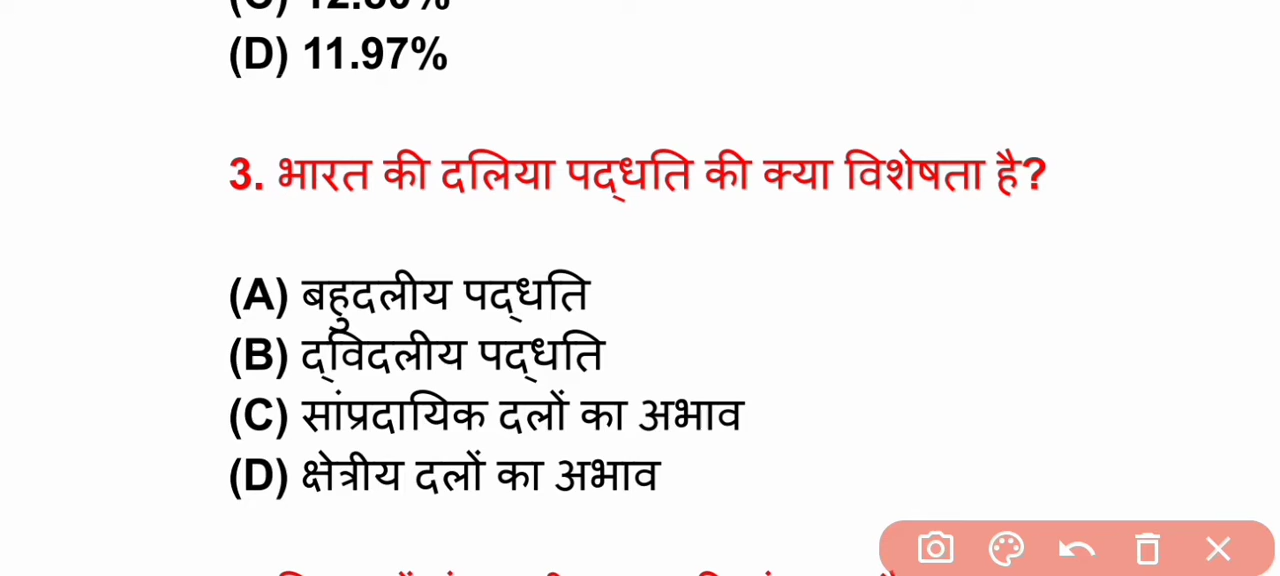 (D) 11.97%
3. भारत की दलिया पद्धति की क्या विशेषता है?
(A) बहुदलीय पद्धति
(B) द्विदलीय पद्धति
(C) सांप्रदायिक दलों का अभाव
(D) क्षेत्रीय दलों का अभाव